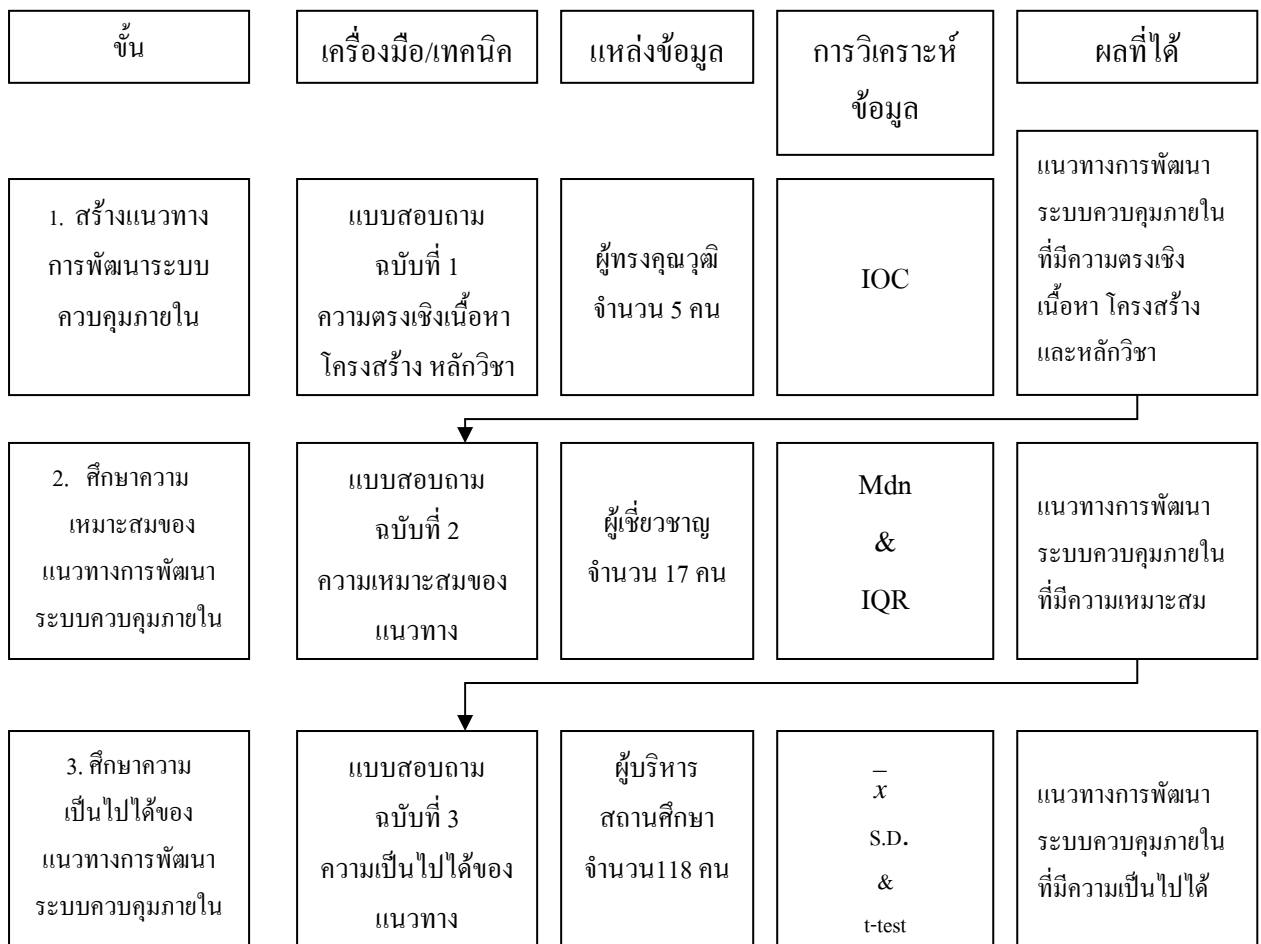 ขั้น
เครื่องมือ/เทคนิค
แหล่งข้อมูล
การวิเคราะห์
ข้อมูล
ผลที่ได้
1. สร้างแนวทาง
การพัฒนาระบบ
ควบคุมภายใน
แบบสอบถาม
ฉบับที่ 1
ความตรงเชิงเนื้อหา
โครงสร้าง หลักวิชา
ผู้ทรงคุณวุฒิ
จำนวน 5 คน
IOC
แนวทางการพัฒนา
ระบบควบคุมภายใน
ที่มีความตรงเชิง
เนื้อหา โครงสร้าง
และหลักวิชา
2. ศึกษาความ
เหมาะสมของ
แนวทางการพัฒนา
ระบบควบคุมภายใน
แบบสอบถาม
ฉบับที่ 2
ความเหมาะสมของ
แนวทาง
ผู้เชี่ยวชาญ
จำนวน 17 คน
Mdn
&
IQR
แนวทางการพัฒนา
ระบบควบคุมภายใน
ที่มีความเหมาะสม
3. ศึกษาความ
เป็นไปได้ของ
แนวทางการพัฒนา
ระบบควบคุมภายใน
แบบสอบถาม
ฉบับที่ 3
ความเป็นไปได้ของ
แนวทาง
ผู้บริหาร
สถานศึกษา
จำนวน118 คน
x̄
S.D.
&
t-test
แนวทางการพัฒนา
ระบบควบคุมภายใน
ที่มีความเป็นไปได้